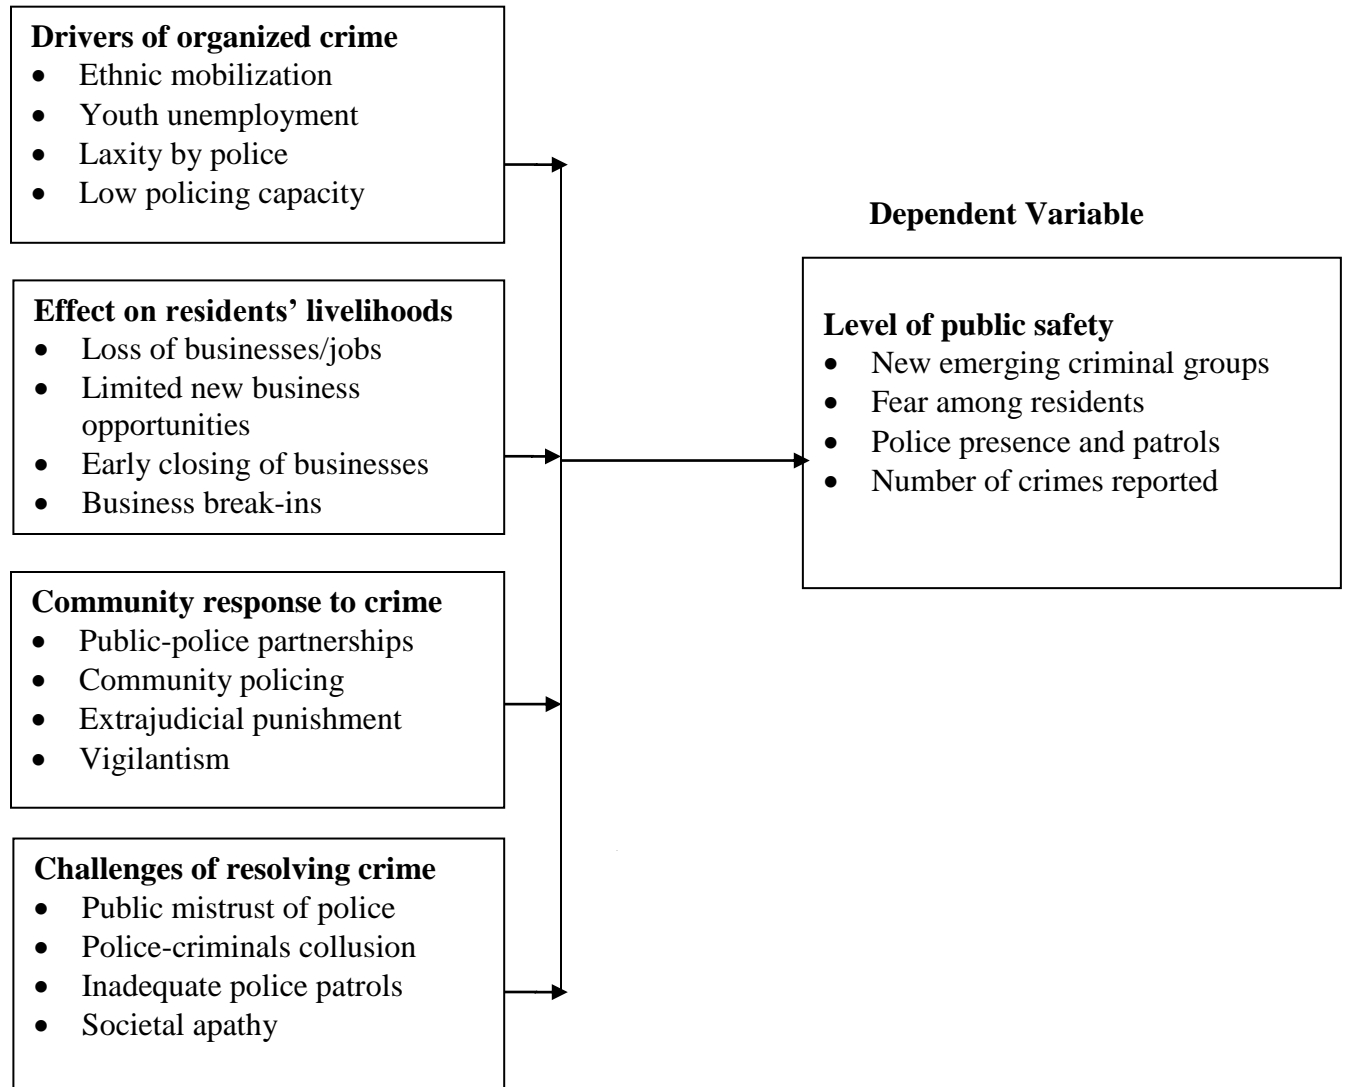 Drivers of organized crime
• Ethnic mobilization
• Youth unemployment
• Laxity by police
• Low policing capacity
Effect on residents’ livelihoods
• Loss of businesses/jobs
• Limited new business
opportunities
• Early closing of businesses
• Business break-ins
Community response to crime
• Public-police partnerships
• Community policing
• Extrajudicial punishment
• Vigilantism
Challenges of resolving crime
• Public mistrust of police
• Police-criminals collusion
• Inadequate police patrols
• Societal apathy
Dependent Variable
Level of public safety
• New emerging criminal groups
• Fear among residents
• Police presence and patrols
• Number of crimes reported